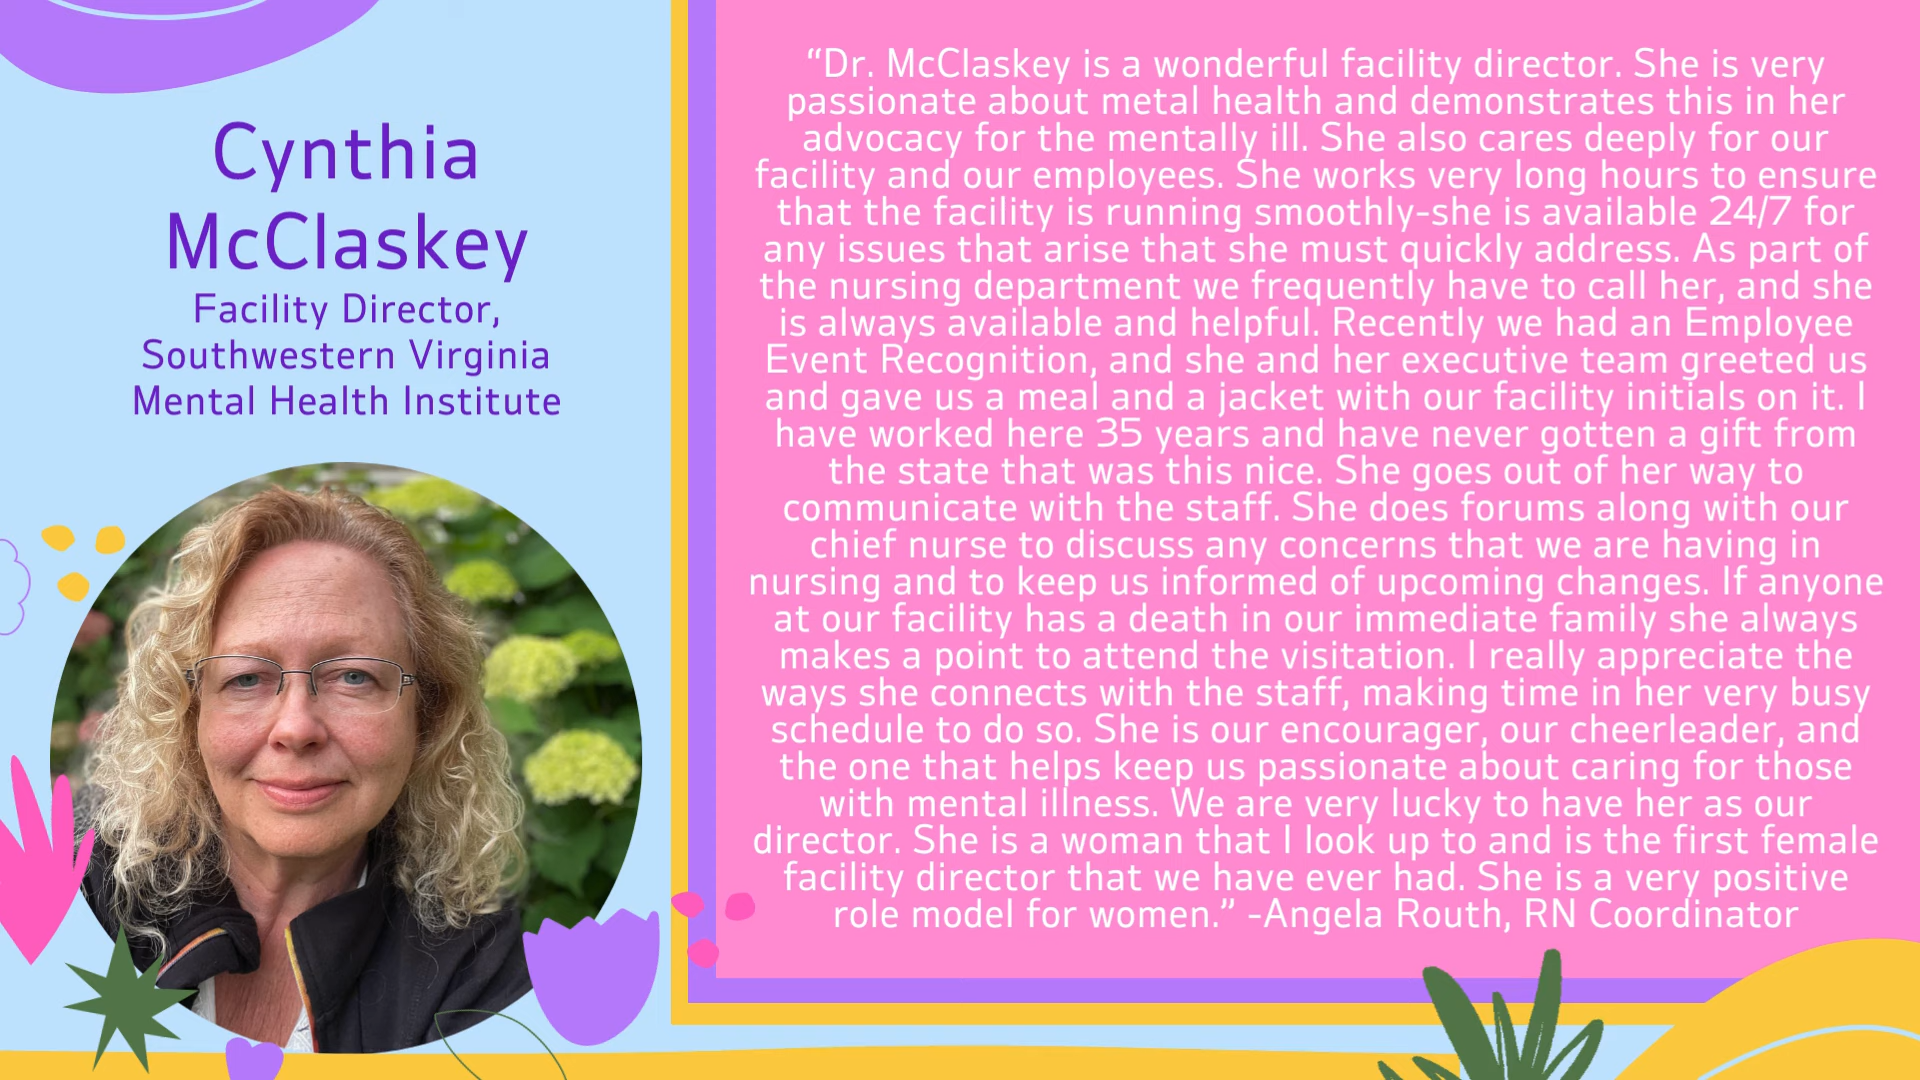 Cynthia
McClaskey
Facility Director,
Southwestern Virginia
Mental Health Institute
“Dr. McClaskey is a wonderful facility director. She is very
passionate about metal health and demonstrates this in her
advocacy for the mentally ill. She also cares deeply for our
facility and our employees. She works very long hours to ensure
that the facility is running smoothly-she is available 24/7 for
any issues that arise that she must quickly address. As part of
the nursing department we frequently have to call her, and she
is always available and helpful. Recently we had an Employee
Event Recognition, and she and her executive team greeted us
and gave us a meal and a jacket with our facility initials on it. I
have worked here 35 years and have never gotten a gift from
the state that was this nice. She goes out of her way to
communicate with the staff. She does forums along with our
chief nurse to discuss any concerns that we are having in
nursing and to keep us informed of upcoming changes. If anyone
at our facility has a death in our immediate family she always
makes a point to attend the visitation. I really appreciate the
ways she connects with the staff, making time in her very busy
schedule to do so. She is our encourager, our cheerleader, and
the one that helps keep us passionate about caring for those
with mental illness. We are very lucky to have her as our
director. She is a woman that I look up to and is the first female
facility director that we have ever had. She is a very positive
role model for women.” -Angela Routh, RN Coordinator